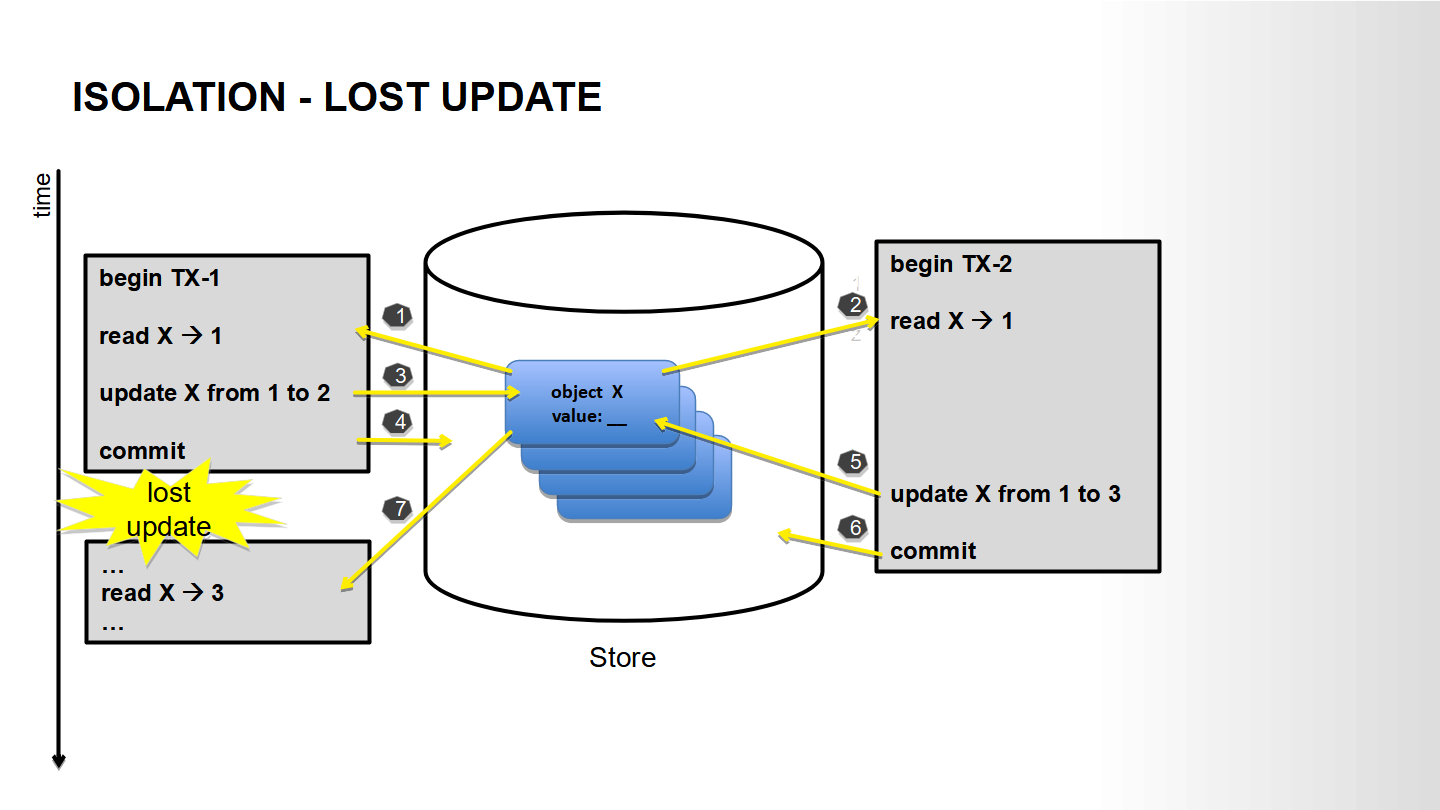 ISOLATION - LOST UPDATE
time
begin TX-1
read X → 1
update X from 1 to 2
commit
lost
update
...
read X → 3
...
1
3
4
7
object X
value: __
Store
1
2
2
5
6
begin TX-2
read X → 1
update X from 1 to 3
commit